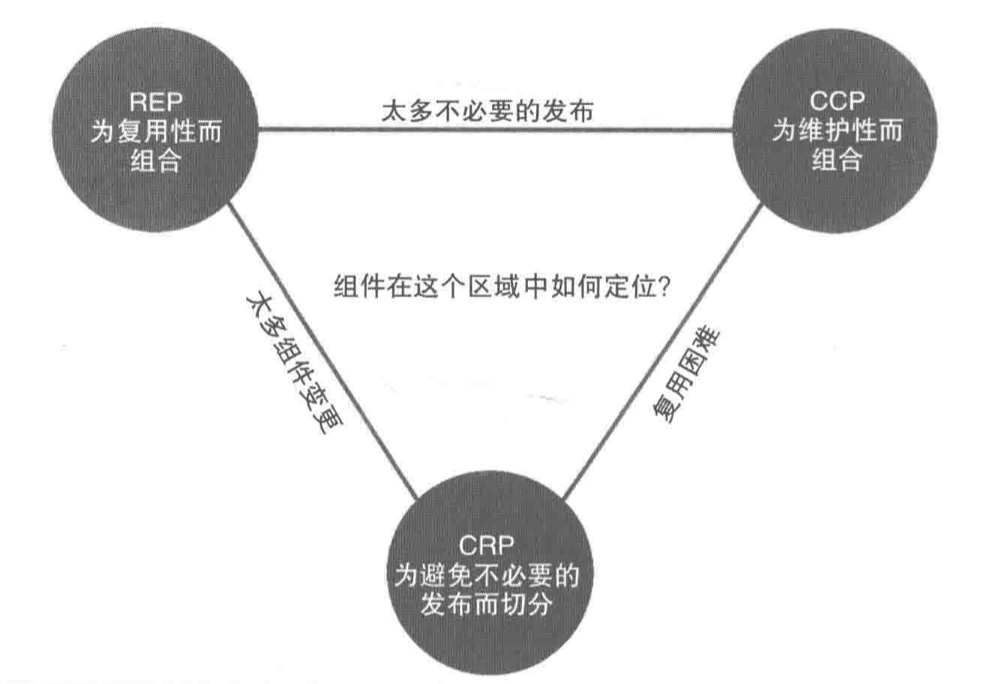 REP
为复用性而
组合
太多不必要的发布
CCP
为维护性而
组合
组件在这个区域中如何定位?
太多组件变更
复用困难
CRP
为避免不必要的
发布而切分